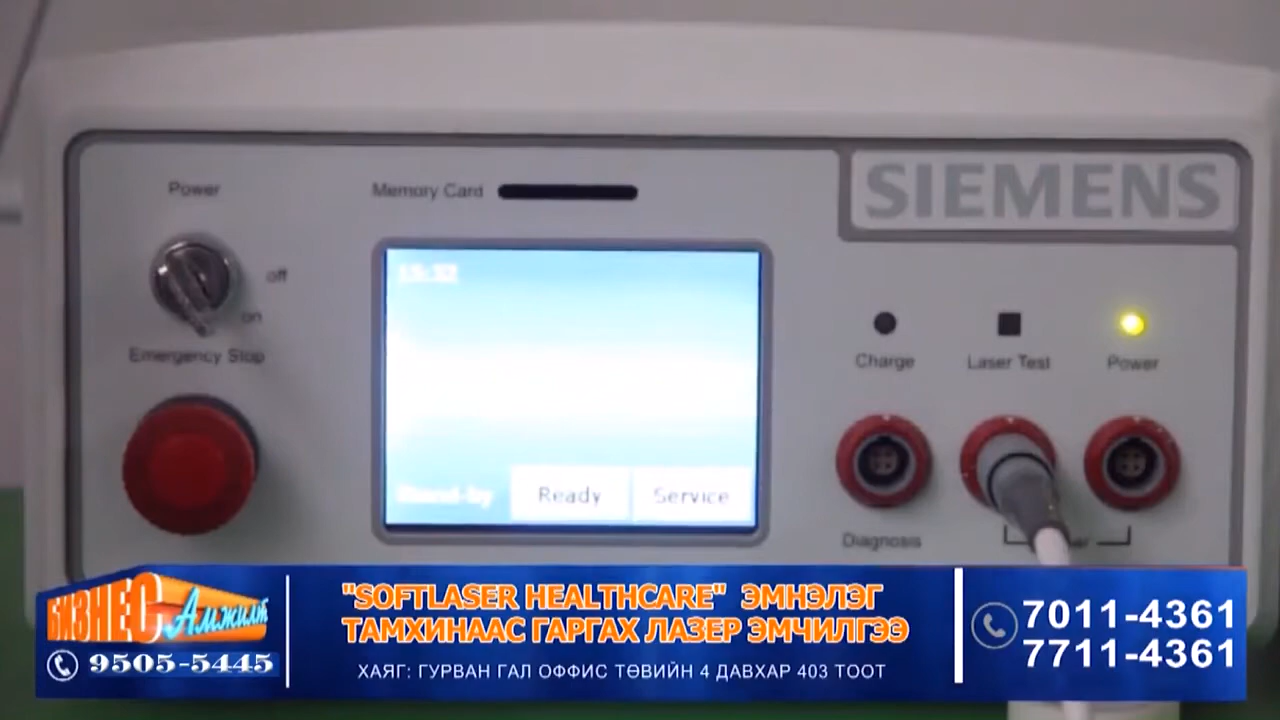 SIEMENS
Power
Memory Card
off
on
Emergency Stop
15:32
Stand-by
Ready
Service
Charge
Laser Test
Power
Diagnosis
БИЗНЕС
Амжилт
9505-5445
"SOFTLASER HEALTHCARE" ЭМНЭЛЭГ
ТАМХИНААС ГАРГАХ ЛАЗЕР ЭМЧИЛГЭЭ
ХАЯГ: ГУРВАН ГАЛ ОФФИС ТӨВИЙН 4 ДАВХАР 403 ТООТ
7011-4361
7711-4361